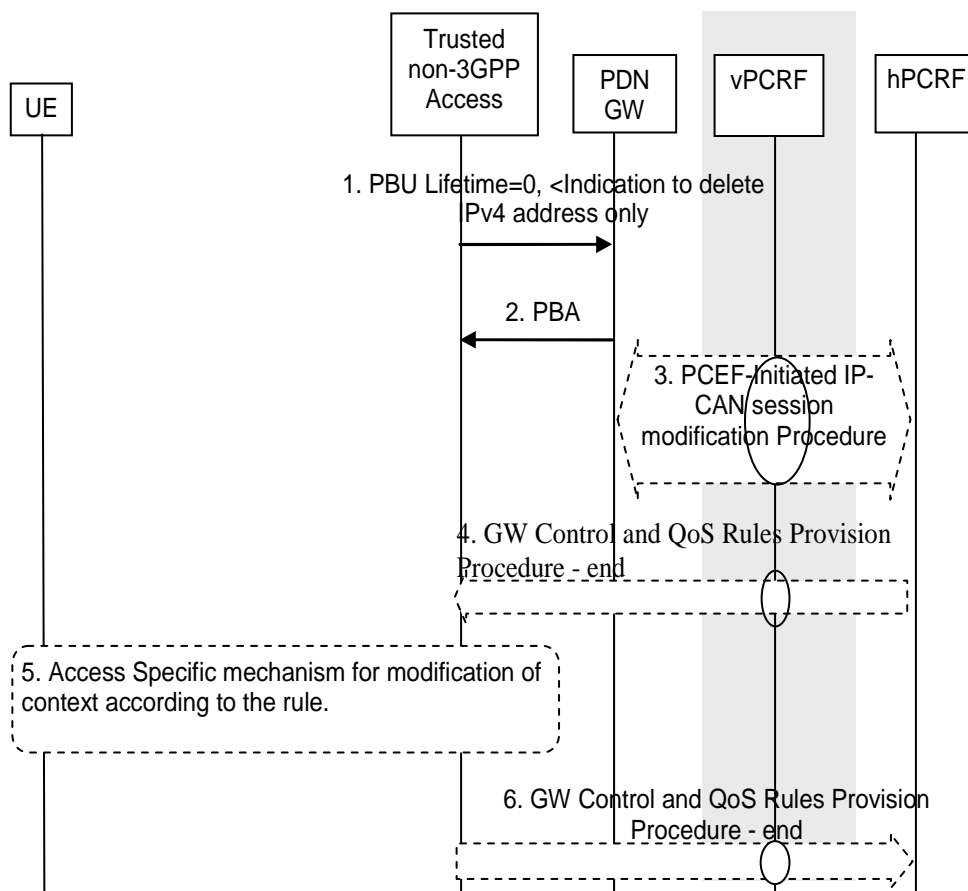 Trusted
non-3GPP
Access
UE
PDN
GW
vPCRF
hPCRF
1. PBU Lifetime=0, <Indication to delete
IPv4 address only
2. PBA
3. PCEF-Initiated IP-
CAN session
modification Procedure
4. GW Control and QoS Rules Provision
Procedure - end
5. Access Specific mechanism for modification of
context according to the rule.
6. GW Control and QoS Rules Provision
Procedure - end